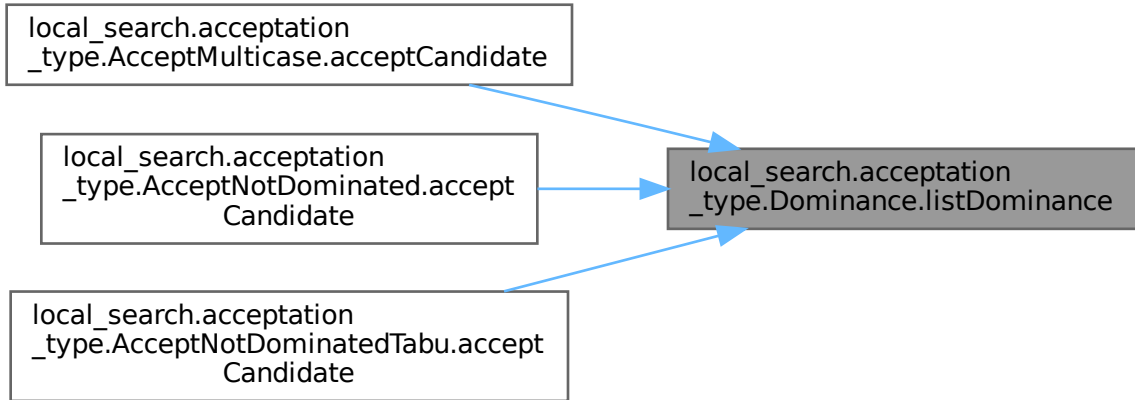 local_search.acceptation
_type.AcceptMulticase.acceptCandidate
local_search.acceptation
_type.AcceptNotDominated.accept
Candidate
local_search.acceptation
_type.Dominance.listDominance
local_search.acceptation
_type.AcceptNotDominatedTabu.accept
Candidate